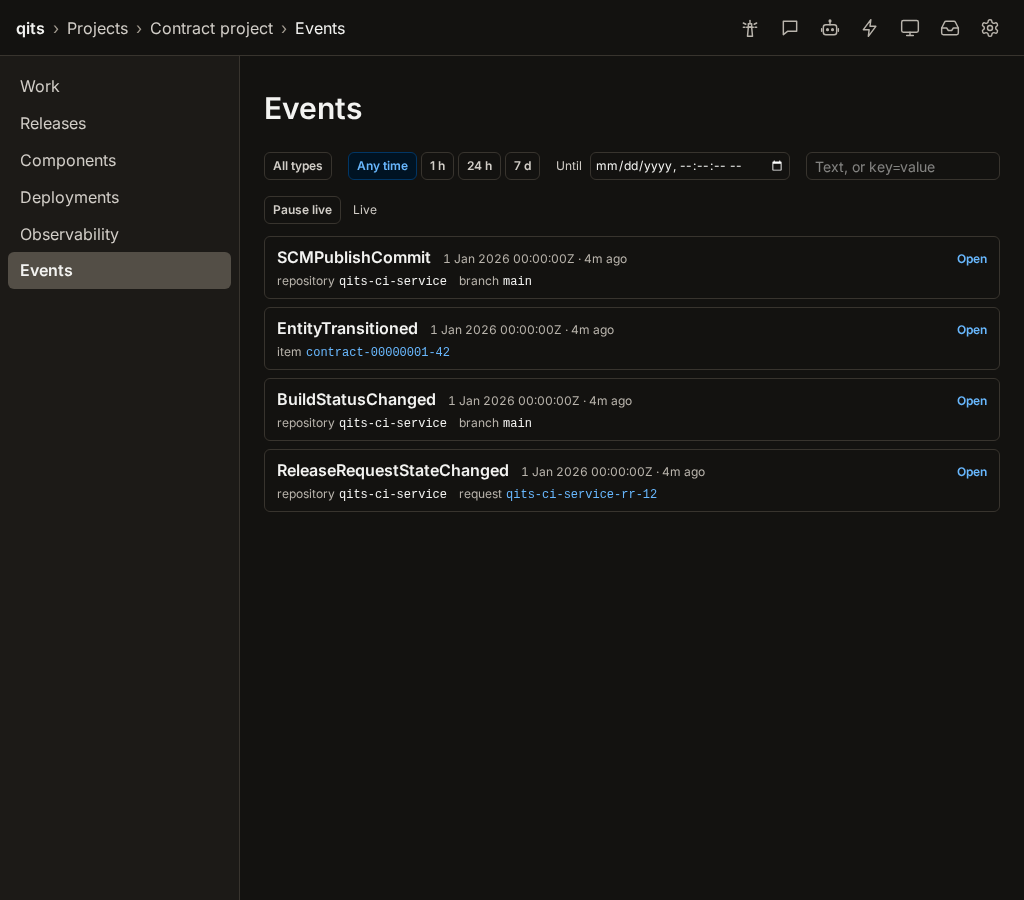 qits › Projects › Contract project › Events
Work
Releases
Components
Deployments
Observability
Events
Events
All types Any time 1 h 24 h 7 d Until mm/dd/yyyy, --:--:-- -- Text, or key=value
Pause live Live
SCMPublishCommit 1 Jan 2026 00:00:00Z · 4m ago Open
repository qits-ci-service branch main
EntityTransitioned 1 Jan 2026 00:00:00Z · 4m ago Open
item contract-00000001-42
BuildStatusChanged 1 Jan 2026 00:00:00Z · 4m ago Open
repository qits-ci-service branch main
ReleaseRequestStateChanged 1 Jan 2026 00:00:00Z · 4m ago Open
repository qits-ci-service request qits-ci-service-rr-12